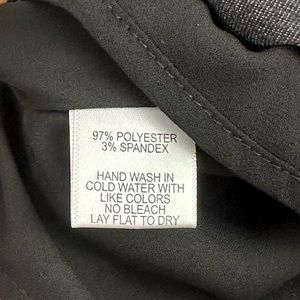 97% POLYESTER
3% SPANDEX
HAND WASH IN
COLD WATER WITH
LIKE COLORS
NO BLEACH
LAY FLAT TO DRY